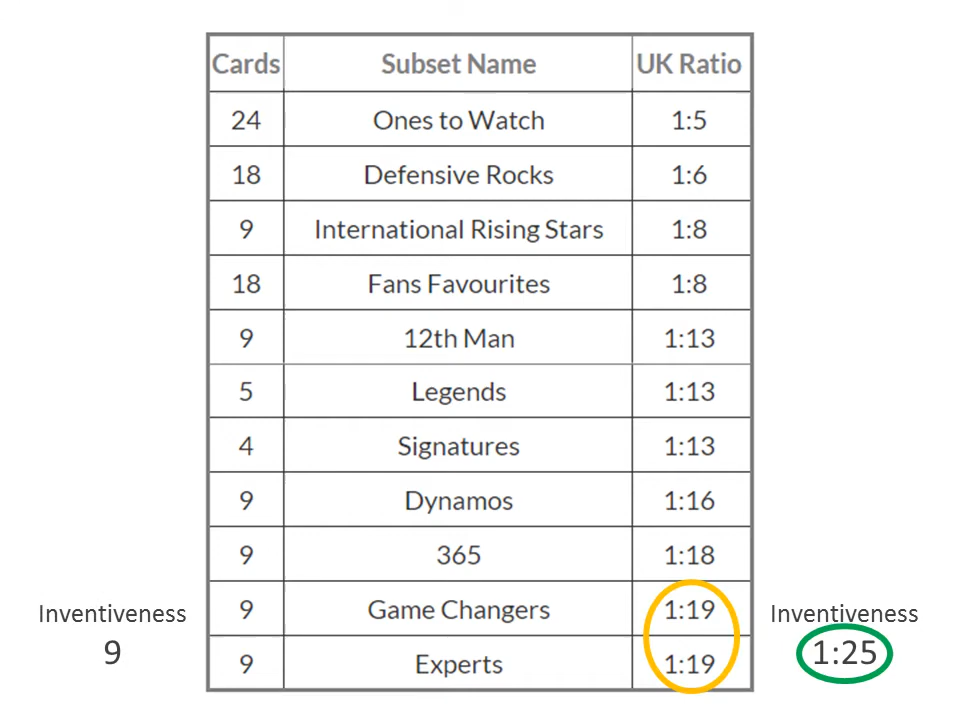 Cards Subset Name UK Ratio
24 Ones to Watch 1:5
18 Defensive Rocks 1:6
9 International Rising Stars 1:8
18 Fans Favourites 1:8
9 12th Man 1:13
5 Legends 1:13
4 Signatures 1:13
9 Dynamos 1:16
9 365 1:18
9 Game Changers 1:19
9 Experts 1:19
Inventiveness
9
Inventiveness
1:25